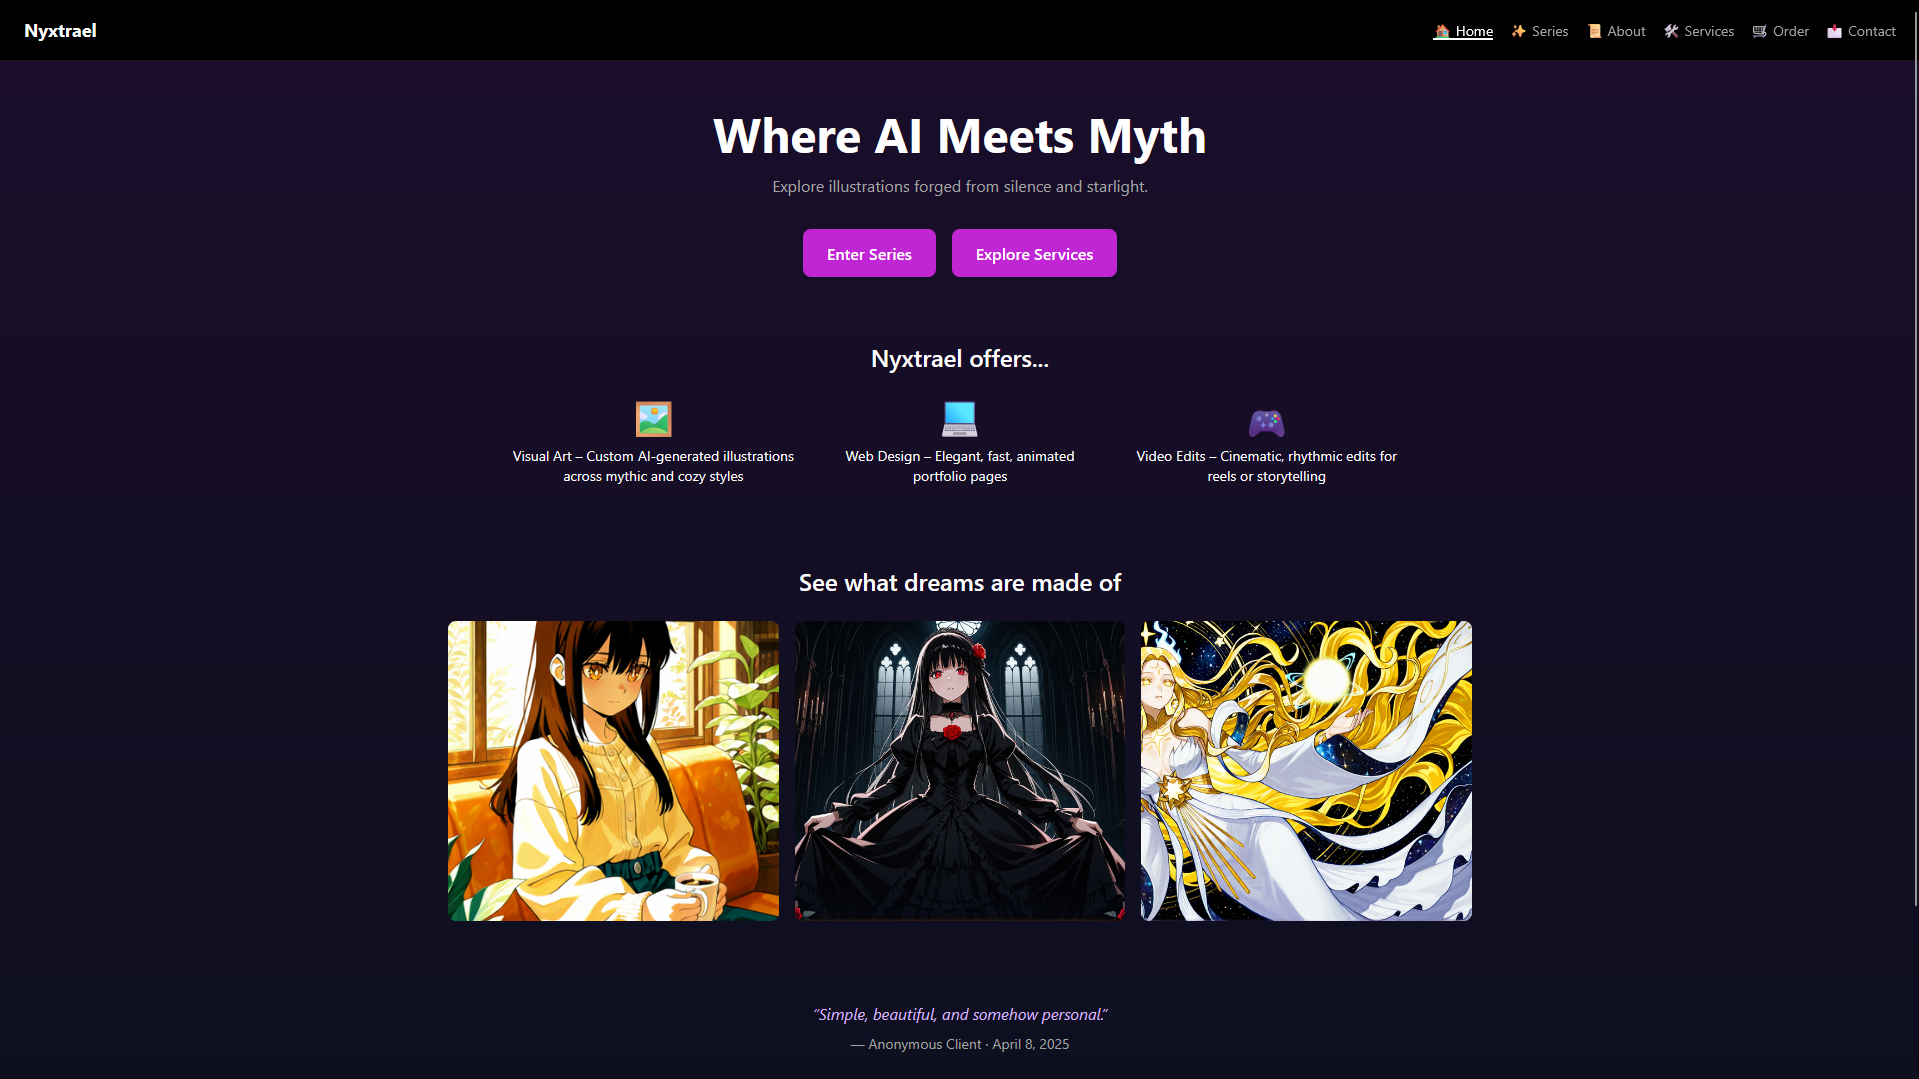 Nyxtrael
🏠 Home ✨ Series 📜 About 🛠 Services 🛒 Order 📩 Contact
Where AI Meets Myth
Explore illustrations forged from silence and starlight.
Enter Series
Explore Services
Nyxtrael offers...
Visual Art – Custom AI-generated illustrations
across mythic and cozy styles
Web Design – Elegant, fast, animated
portfolio pages
Video Edits – Cinematic, rhythmic edits for
reels or storytelling
See what dreams are made of
“Simple, beautiful, and somehow personal.”
— Anonymous Client · April 8, 2025